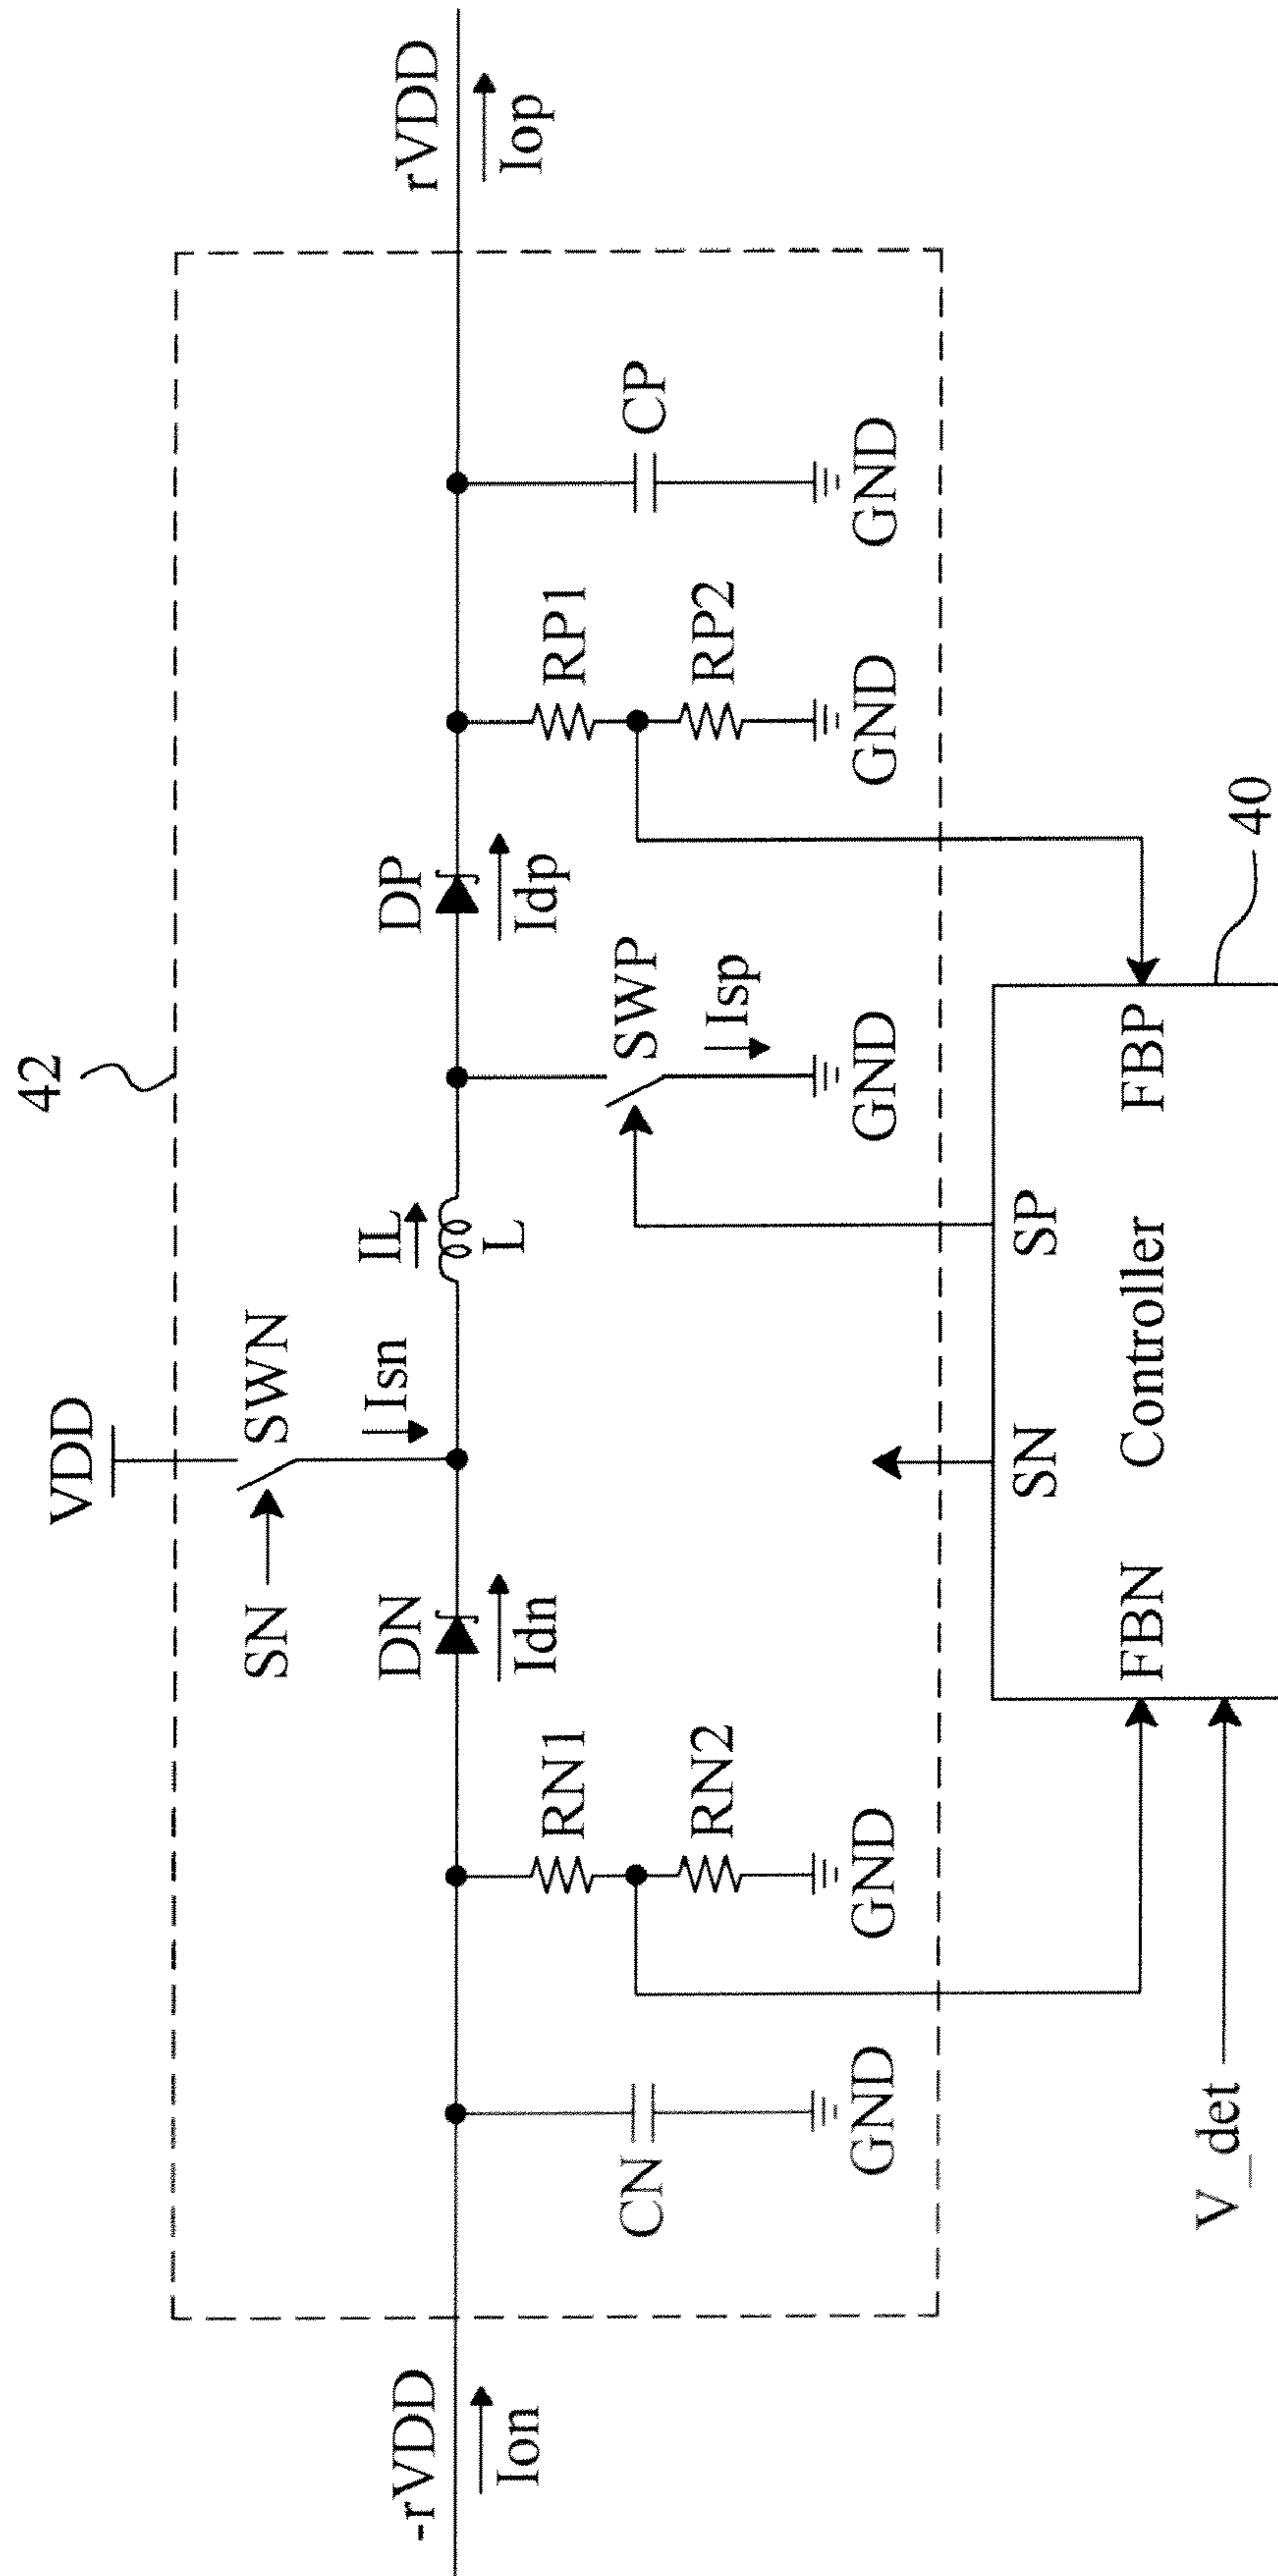 42
VDD
SN
SWN
Isn
-rVDD
Ion
DN
Idn
IL
L
DP
Idp
rVDD
Iop
CN
RN1
RN2
SWP
Isp
RP1
RP2
CP
GND
GND
GND
GND
GND
V_det
FBN
SN
SP
FBP
Controller
40